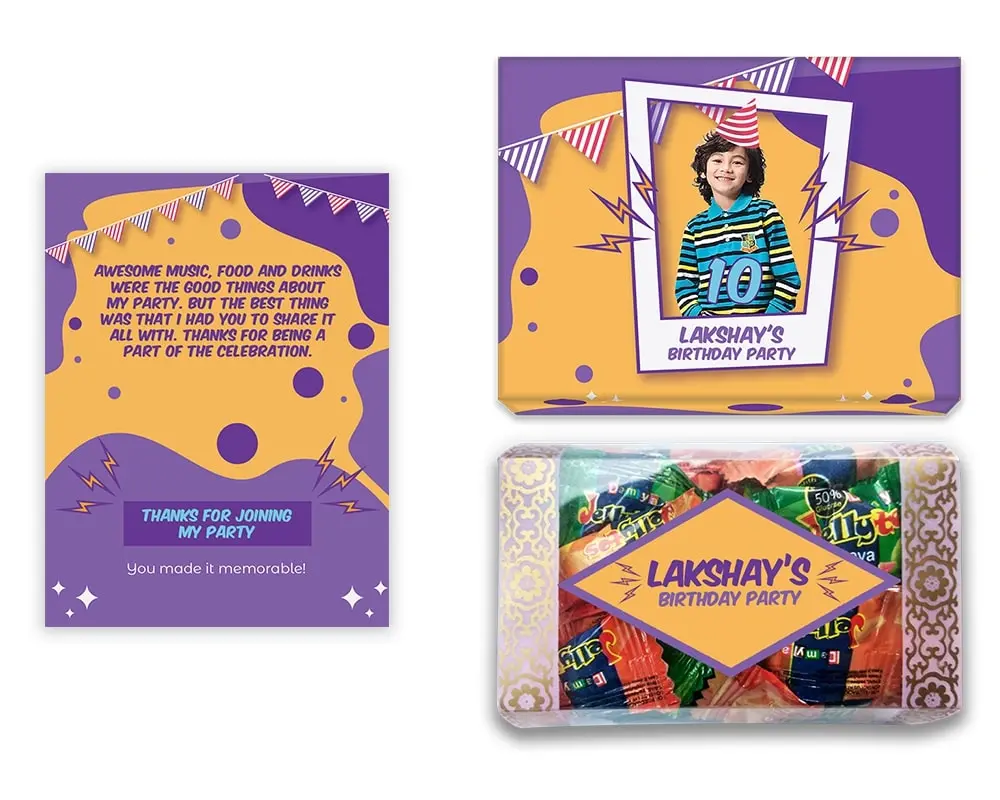 AWESOME MUSIC, FOOD AND DRINKS
WERE THE GOOD THINGS ABOUT
MY PARTY. BUT THE BEST THING
WAS THAT I HAD YOU TO SHARE IT
ALL WITH. THANKS FOR BEING A
PART OF THE CELEBRATION.
THANKS FOR JOINING
MY PARTY
You made it memorable!
10
LAKSHAY'S
BIRTHDAY PARTY
50%
LAKSHAY'S
BIRTHDAY PARTY